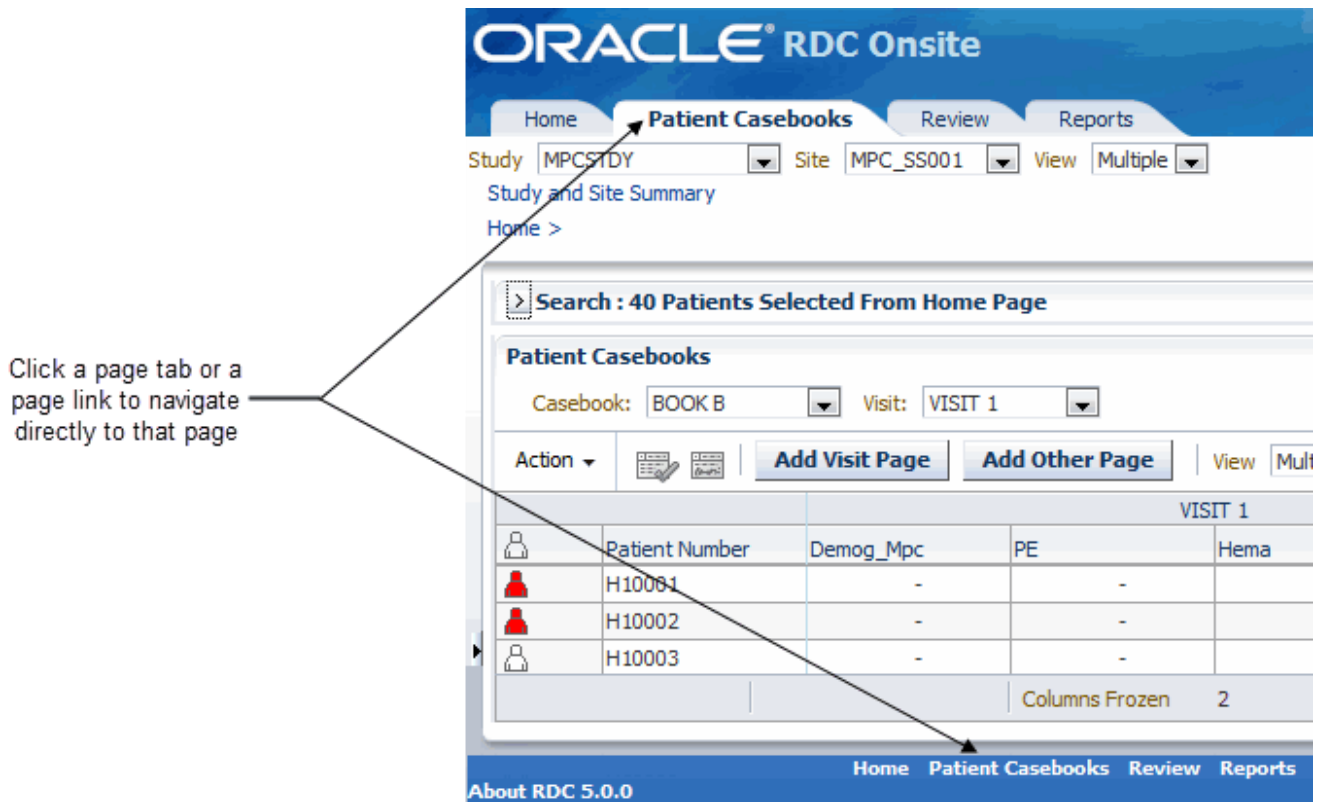 ORACLE® RDC Onsite
Home Patient Casebooks Review Reports
Study MPCSTDY Site MPC_SS001 View Multiple
Study and Site Summary
Home >
> Search : 40 Patients Selected From Home Page
Patient Casebooks
Click a page tab or a
page link to navigate
directly to that page
Casebook: BOOK B Visit: VISIT 1
Action Add Visit Page Add Other Page View Mult
VISIT 1
Patient Number Demog_Mpc PE Hema
H10001 - -
H10002 - -
H10003 - -
Columns Frozen 2
Home Patient Casebooks Review Reports
About RDC 5.0.0